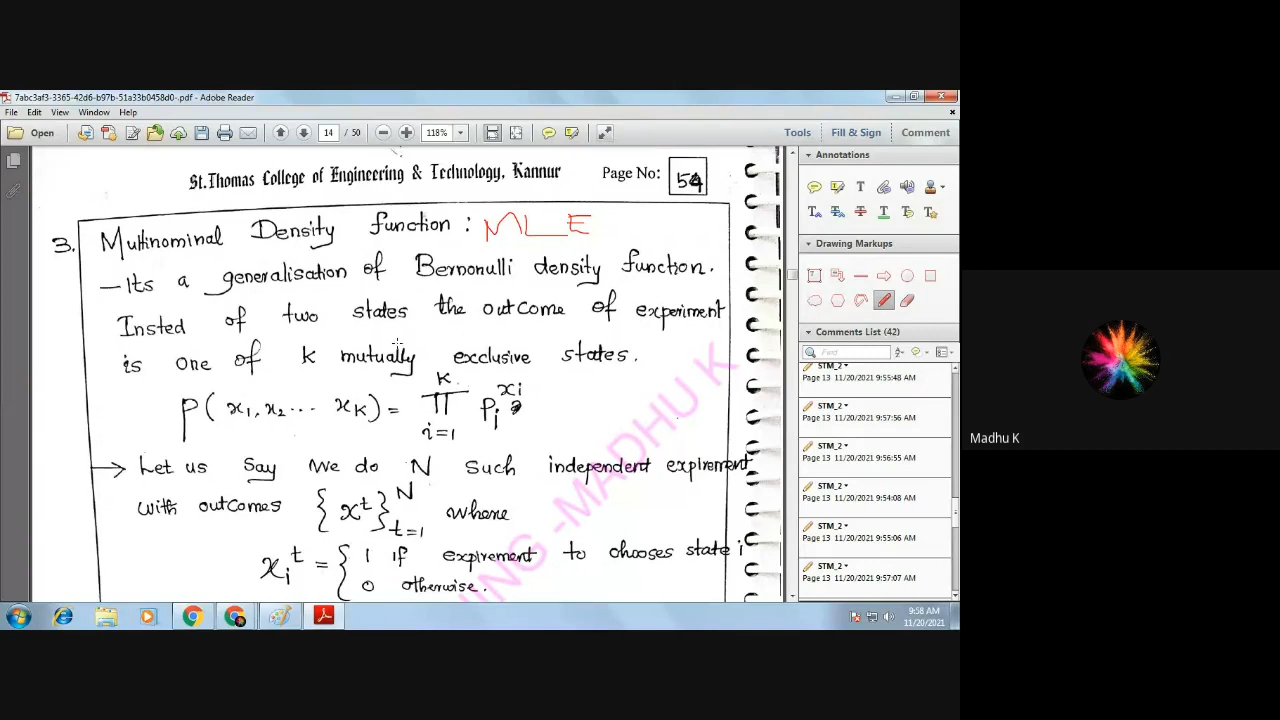 7abc3af3-3365-42d6-b97b-51a33b0458d0-.pdf - Adobe Reader
File Edit View Window Help
Open 14 / 50 118% Tools Fill & Sign Comment
St.Thomas College of Engineering & Technology, Kannur Page No: 54
3. Multinominal Density function : MLE
— Its a generalisation of Bernonulli density function.
Insted of two states the outcome of experiment
is one of k mutually exclusive states.
P( x1, x2 ... xK) = K ∏ i=1 Pi^xi
→ Let us Say We do N Such independent expirement
with outcomes {x^t}^N t=1 where
xi^t = { 1 if expirement to chooses state i
0 otherwise.
ING -MADHU K
Annotations
Drawing Markups
Comments List (42)
Find
Page 13 11/20/2021 9:55:48 AM
STM_2
Page 13 11/20/2021 9:57:56 AM
STM_2
Page 13 11/20/2021 9:56:55 AM
STM_2
Page 13 11/20/2021 9:54:08 AM
STM_2
Page 13 11/20/2021 9:55:06 AM
STM_2
Page 13 11/20/2021 9:57:07 AM
9:58 AM
11/20/2021
Madhu K